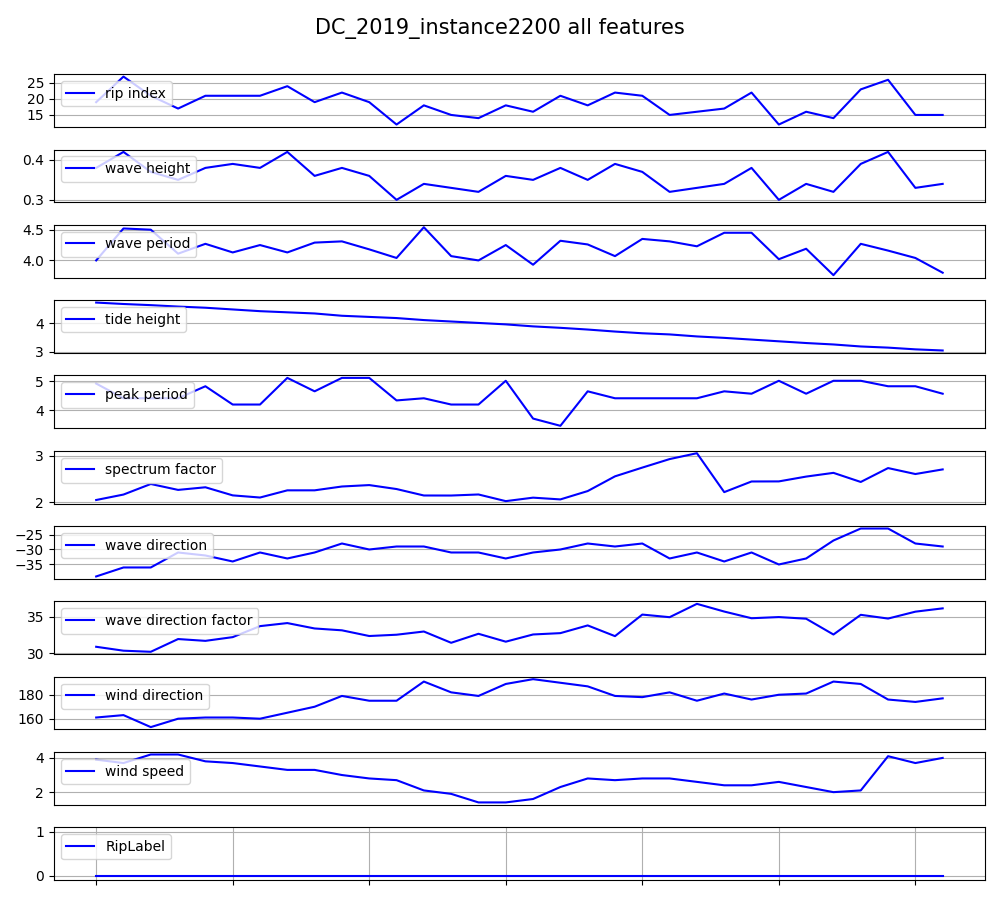 DC_2019_instance2200 all features
25
20
15
rip index
0.4
0.3
wave height
4.5
4.0
wave period
4
3
tide height
5
4
peak period
3
2
spectrum factor
−25
−30
−35
wave direction
35
30
wave direction factor
180
160
wind direction
4
2
wind speed
1
0
RipLabel